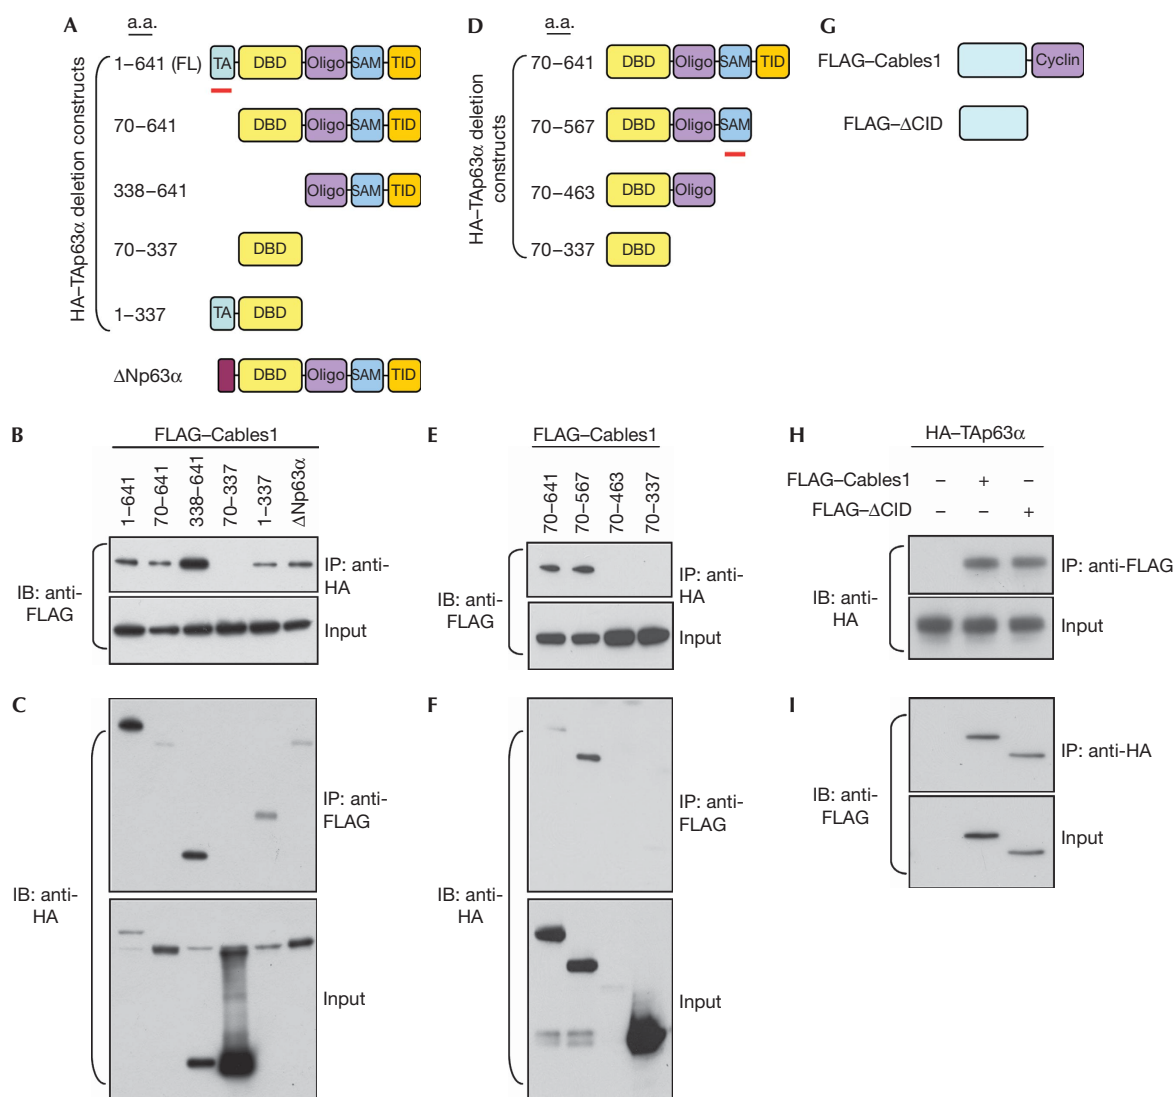 A
a.a.
HA–TAp63α deletion constructs
1–641 (FL) TA DBD Oligo SAM TID
70–641 DBD Oligo SAM TID
338–641 Oligo SAM TID
70–337 DBD
1–337 TA DBD
ΔNp63α DBD Oligo SAM TID
D
a.a.
HA–TAp63α deletion
constructs
70–641 DBD Oligo SAM TID
70–567 DBD Oligo SAM
70–463 DBD Oligo
70–337 DBD
G
FLAG–Cables1 Cyclin
FLAG–ΔCID
B
FLAG–Cables1
1–641
70–641
338–641
70–337
1–337
ΔNp63α
IB: anti-
FLAG
IP: anti-
HA
Input
C
IB: anti-
HA
IP: anti-
FLAG
Input
E
FLAG–Cables1
70–641
70–567
70–463
70–337
IB: anti-
FLAG
IP: anti-
HA
Input
F
IB: anti-
HA
IP: anti-
FLAG
Input
H
HA–TAp63α
FLAG–Cables1 – + –
FLAG–ΔCID – – +
IB: anti-
HA
IP: anti-FLAG
Input
I
IB: anti-
FLAG
IP: anti-HA
Input